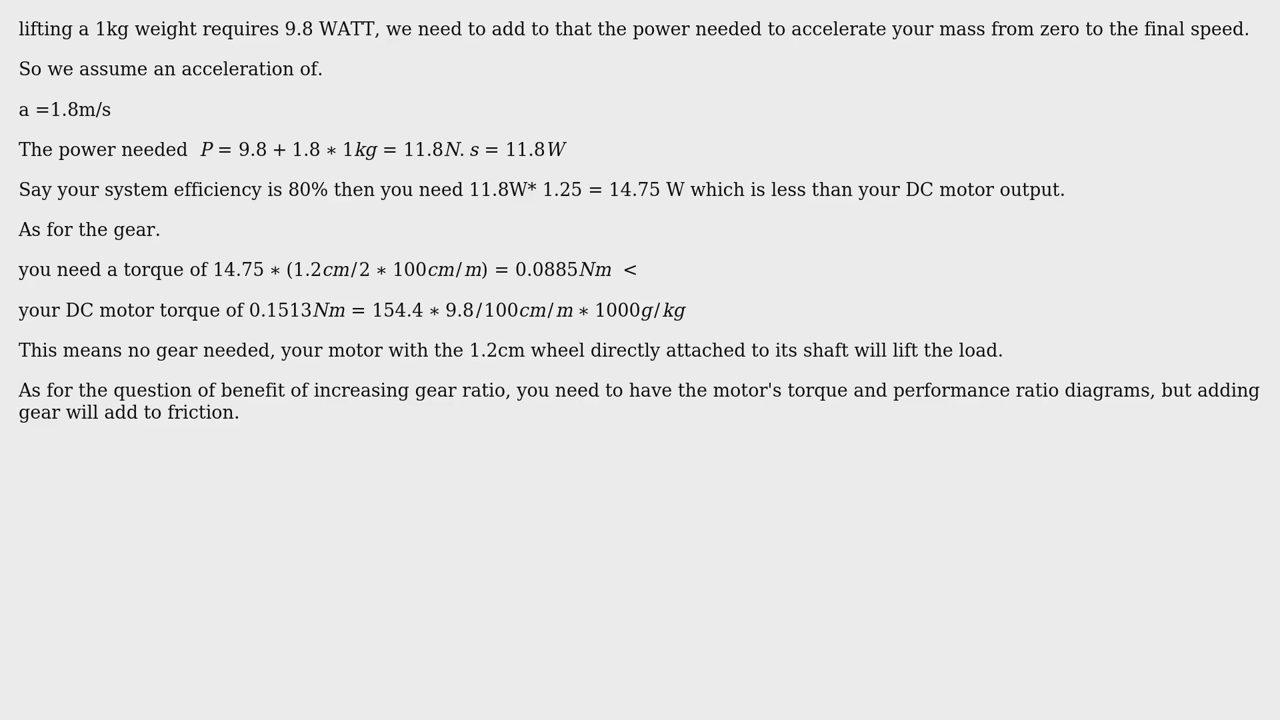 lifting a 1kg weight requires 9.8 WATT, we need to add to that the power needed to accelerate your mass from zero to the final speed.
So we assume an acceleration of.
a =1.8m/s
The power needed P = 9.8 + 1.8 ∗ 1kg = 11.8N. s = 11.8W
Say your system efficiency is 80% then you need 11.8W* 1.25 = 14.75 W which is less than your DC motor output.
As for the gear.
you need a torque of 14.75 ∗ (1.2cm/2 ∗ 100cm/m) = 0.0885Nm <
your DC motor torque of 0.1513Nm = 154.4 ∗ 9.8/100cm/m ∗ 1000g/kg
This means no gear needed, your motor with the 1.2cm wheel directly attached to its shaft will lift the load.
As for the question of benefit of increasing gear ratio, you need to have the motor's torque and performance ratio diagrams, but adding
gear will add to friction.